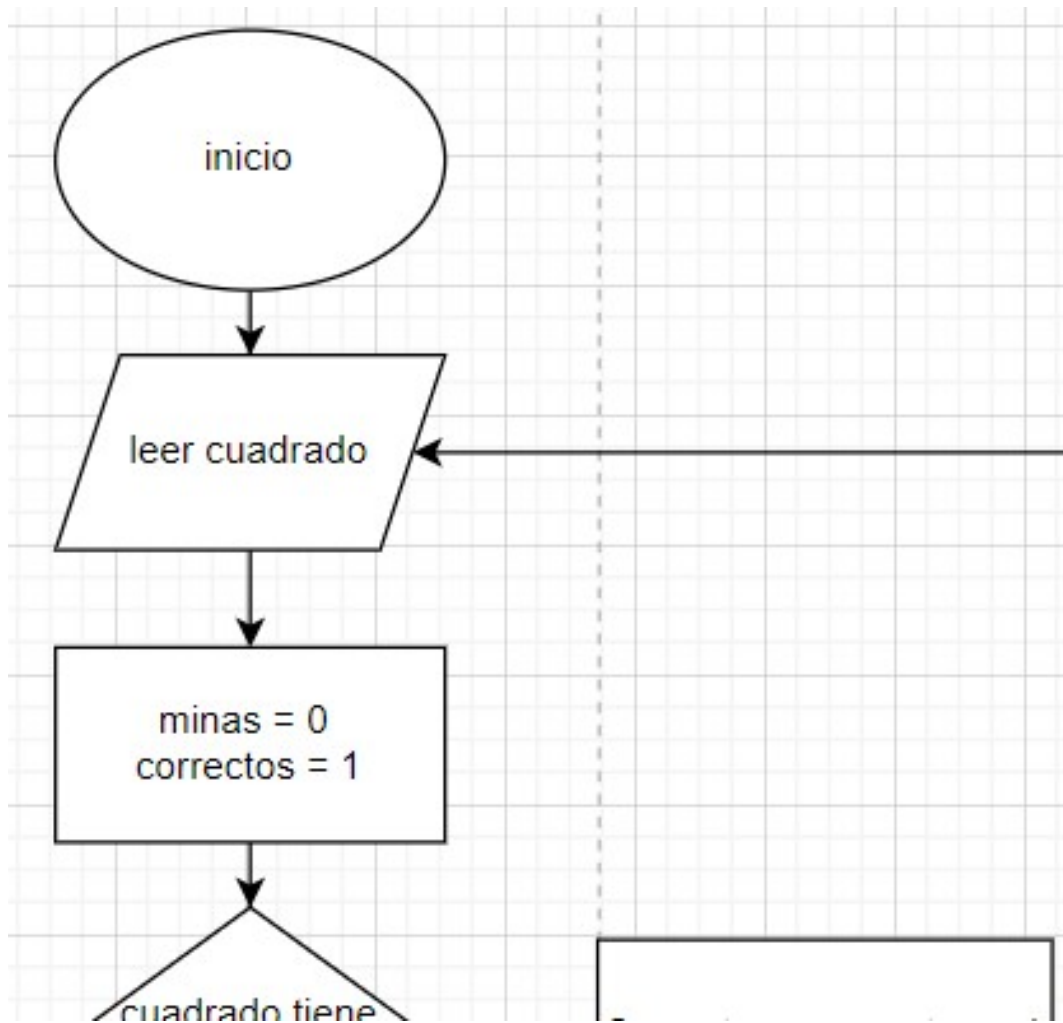 inicio
leer cuadrado
minas = 0
correctos = 1
cuadrado tiene